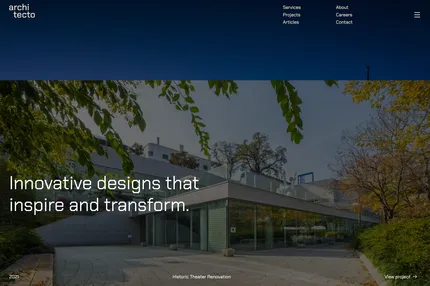 archi
tecto
Services
Projects
Articles
About
Careers
Contact
Innovative designs that
inspire and transform.
2021
Historic Theater Renovation
View project →